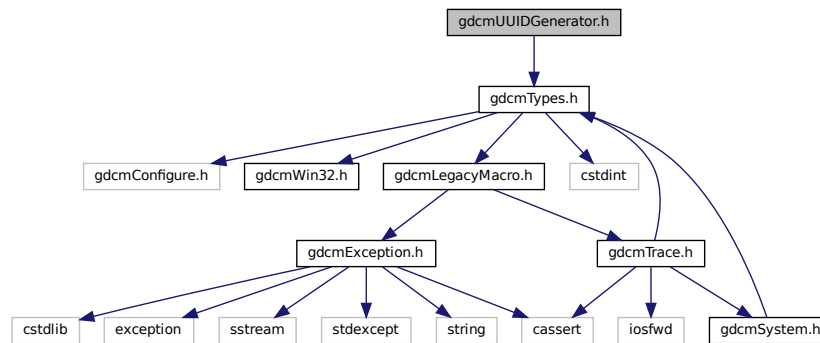 gdcmUUIDGenerator.h
gdcmTypes.h
gdcmConfigure.h
gdcmWin32.h
gdcmLegacyMacro.h
cstdint
gdcmException.h
gdcmTrace.h
cstdlib
exception
sstream
stdexcept
string
cassert
iosfwd
gdcmSystem.h